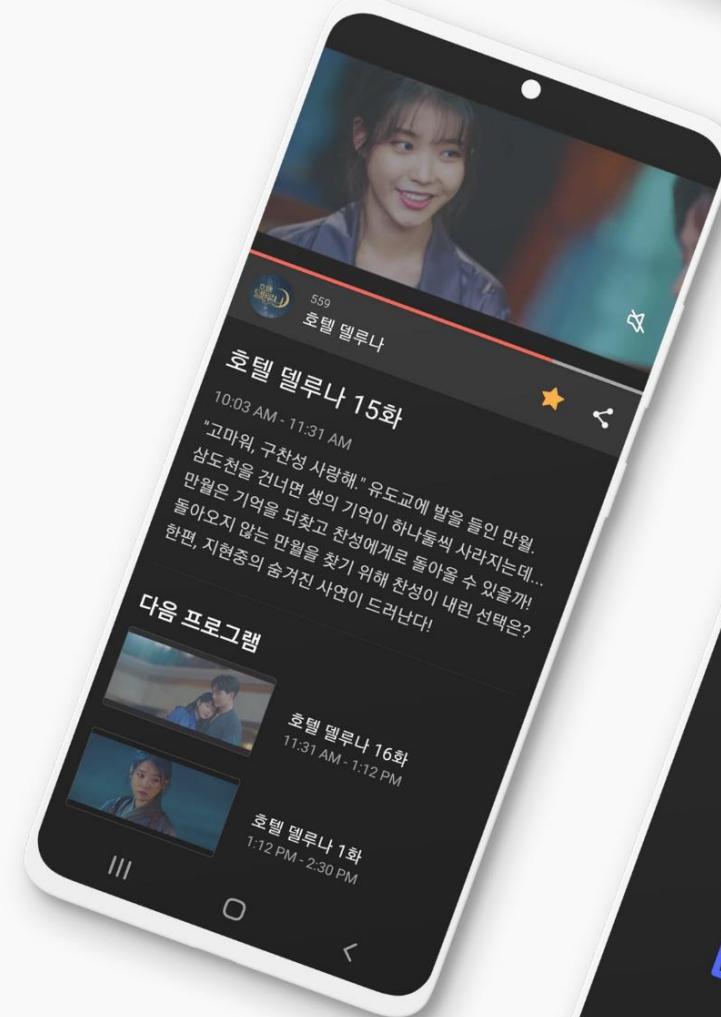 호텔
델루나
559
호텔 델루나
호텔 델루나 15화
10:03 AM - 11:31 AM
"고마워, 구찬성 사랑해." 유도교에 발을 들인 만월.
삼도천을 건너면 생의 기억이 하나둘씩 사라지는데...
만월은 기억을 되찾고 찬성에게로 돌아올 수 있을까!
돌아오지 않는 만월을 찾기 위해 찬성이 내린 선택은?
한편, 지현중의 숨겨진 사연이 드러난다!
다음 프로그램
호텔 델루나 16화
11:31 AM - 1:12 PM
호텔 델루나 1화
1:12 PM - 2:30 PM